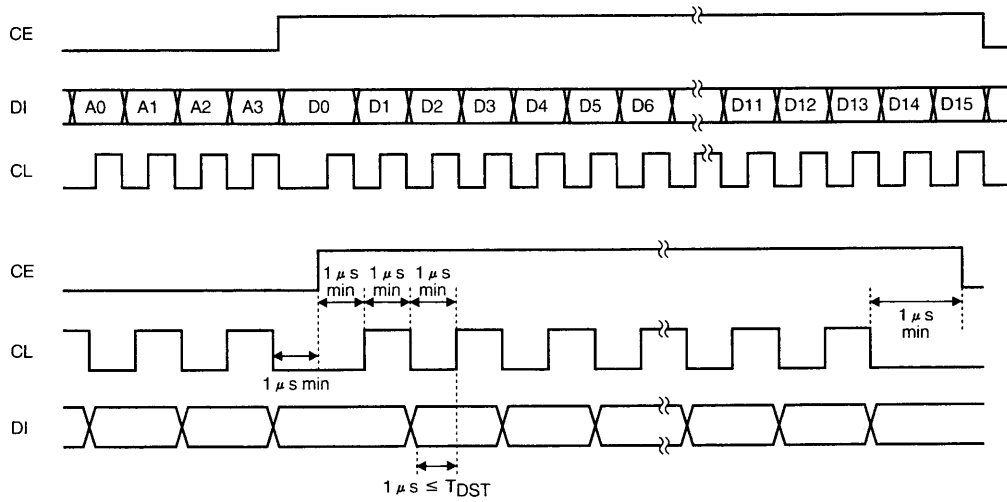 CE
DI A0 A1 A2 A3 D0 D1 D2 D3 D4 D5 D6 D11 D12 D13 D14 D15
CL
CE
1 μs min 1 μs min 1 μs min
1 μs min
CL
1 μs min
DI
1 μs ≤ TDST